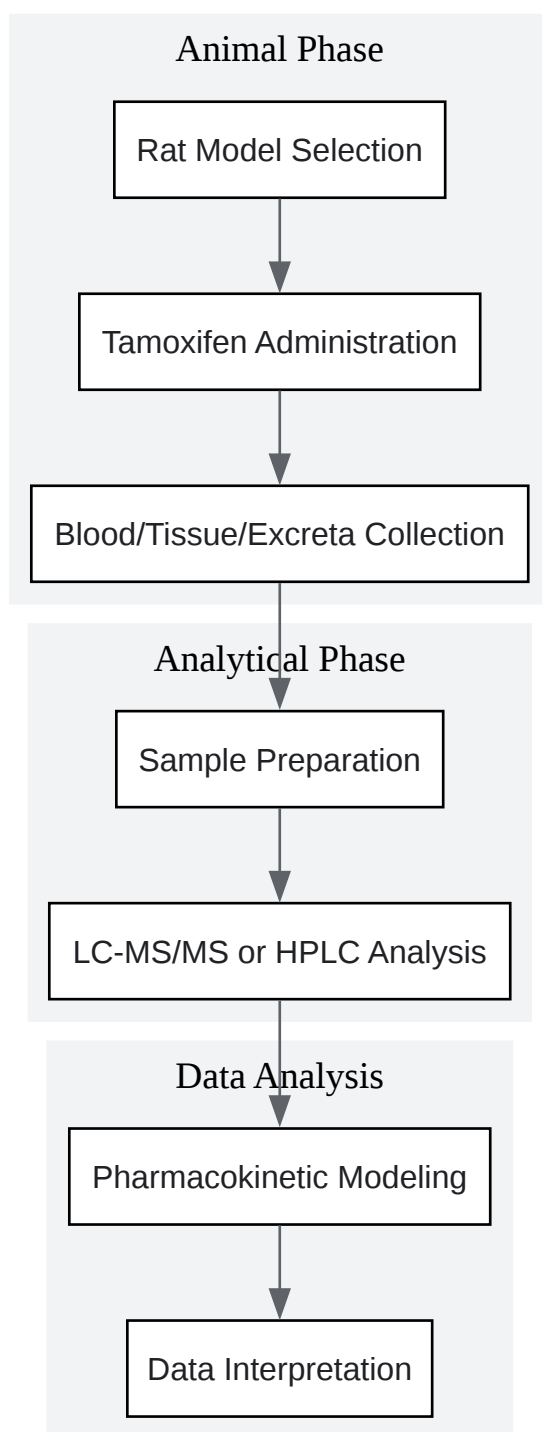 Animal Phase
Rat Model Selection
Tamoxifen Administration
Blood/Tissue/Excreta Collection
Analytical Phase
Sample Preparation
LC-MS/MS or HPLC Analysis
Data Analysis
Pharmacokinetic Modeling
Data Interpretation